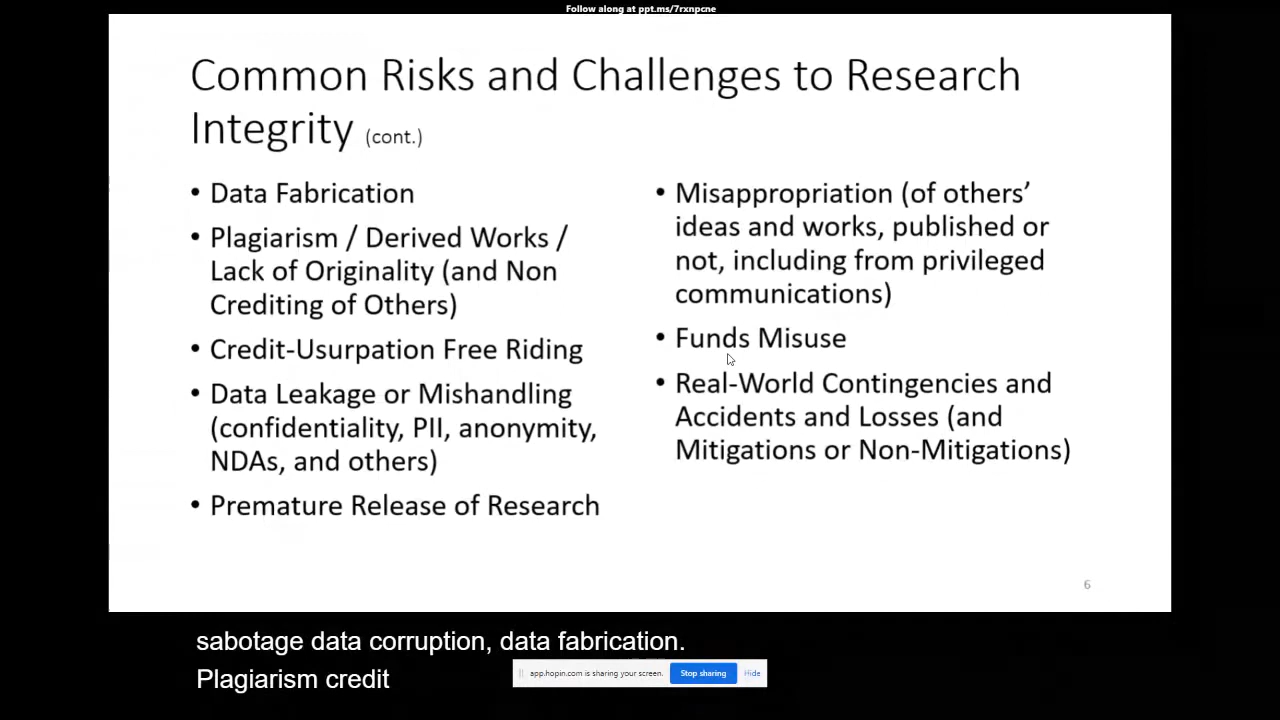 Follow along at ppt.ms/7rxnpcne
Common Risks and Challenges to Research
Integrity (cont.)
• Data Fabrication
• Plagiarism / Derived Works /
Lack of Originality (and Non
Crediting of Others)
• Credit-Usurpation Free Riding
• Data Leakage or Mishandling
(confidentiality, PII, anonymity,
NDAs, and others)
• Premature Release of Research
• Misappropriation (of others’
ideas and works, published or
not, including from privileged
communications)
• Funds Misuse
• Real-World Contingencies and
Accidents and Losses (and
Mitigations or Non-Mitigations)
6
sabotage data corruption, data fabrication.
Plagiarism credit
app.hopin.com is sharing your screen. Stop sharing Hide